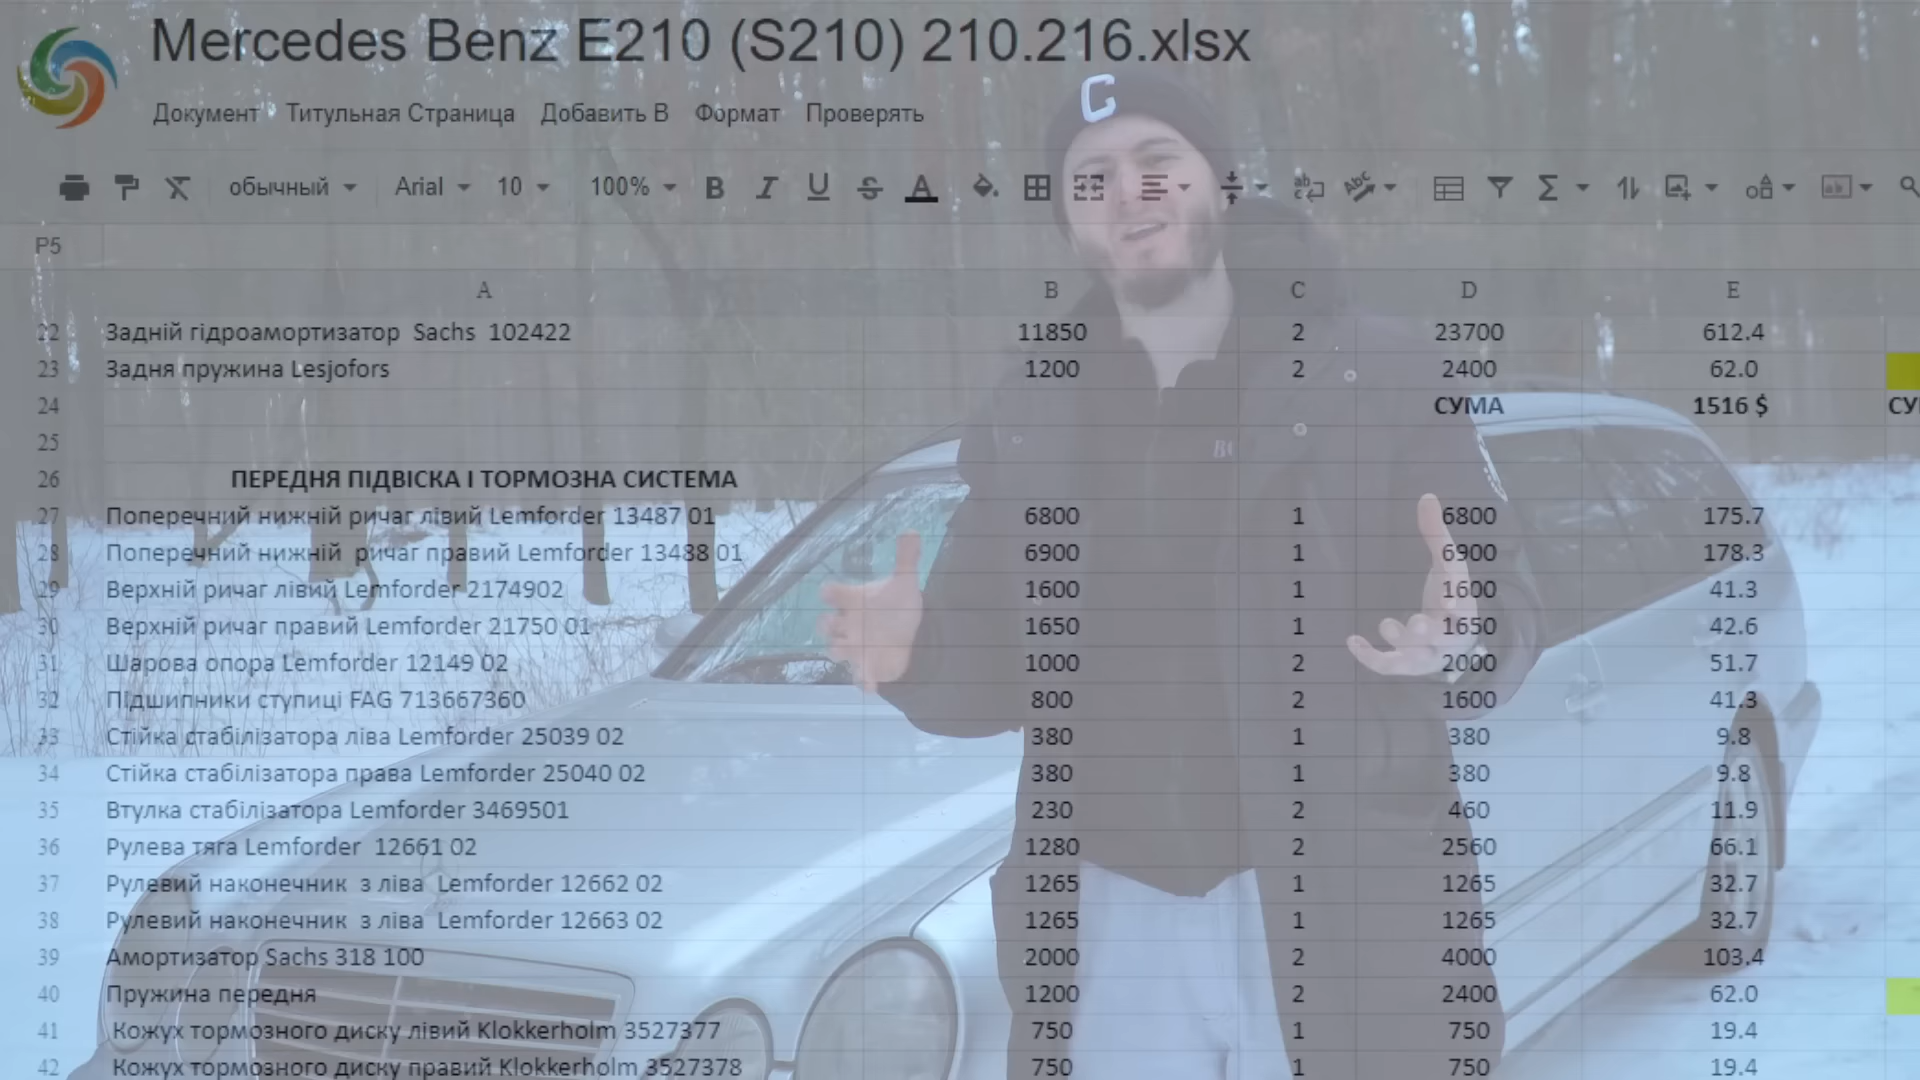 Mercedes Benz E210 (S210) 210.216.xlsx
Документ Титульная Страница Добавить В Формат Проверять
обычный Arial 10 100% B I U S A
P5
A B C D E
22 Задній гідроамортизатор Sachs 102422 11850 2 23700 612.4
23 Задня пружина Lesjofors 1200 2 2400 62.0
24 СУМА 1516 $
25
26 ПЕРЕДНЯ ПІДВІСКА І ТОРМОЗНА СИСТЕМА
27 Поперечний нижній ричаг лівий Lemforder 13487 01 6800 1 6800 175.7
28 Поперечний нижній ричаг правий Lemforder 13488 01 6900 1 6900 178.3
29 Верхній ричаг лівий Lemforder 2174902 1600 1 1600 41.3
30 Верхній ричаг правий Lemforder 21750 01 1650 1 1650 42.6
31 Шарова опора Lemforder 12149 02 1000 2 2000 51.7
32 Підшипники ступиці FAG 713667360 800 2 1600 41.3
33 Стійка стабілізатора ліва Lemforder 25039 02 380 1 380 9.8
34 Стійка стабілізатора права Lemforder 25040 02 380 1 380 9.8
35 Втулка стабілізатора Lemforder 3469501 230 2 460 11.9
36 Рулева тяга Lemforder 12661 02 1280 2 2560 66.1
37 Рулевий наконечник з ліва Lemforder 12662 02 1265 1 1265 32.7
38 Рулевий наконечник з ліва Lemforder 12663 02 1265 1 1265 32.7
39 Амортизатор Sachs 318 100 2000 2 4000 103.4
40 Пружина передня 1200 2 2400 62.0
41 Кожух тормозного диску лівий Klokkerholm 3527377 750 1 750 19.4
42 Кожух тормозного диску правий Klokkerholm 3527378 750 1 750 19.4